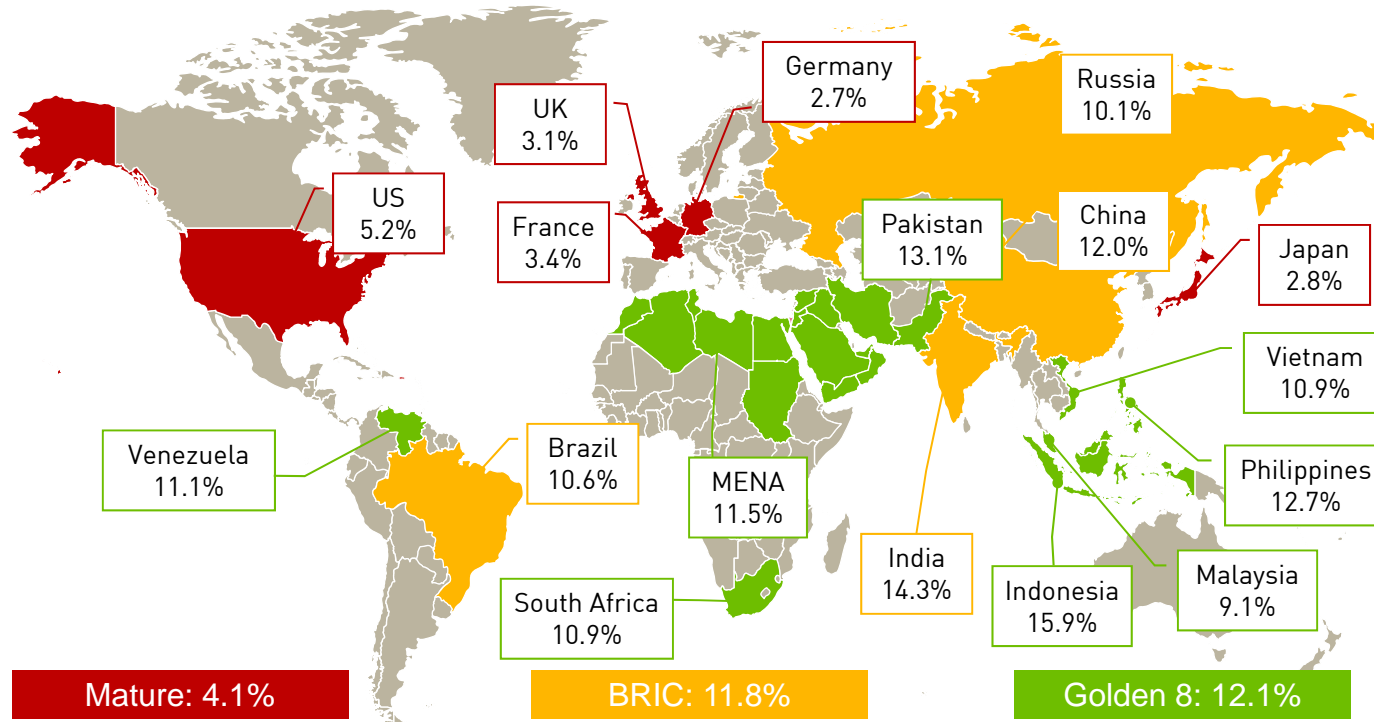 Germany
2.7%
Russia
10.1%
UK
3.1%
US
5.2%
France
3.4%
Pakistan
13.1%
China
12.0%
Japan
2.8%
Vietnam
10.9%
Venezuela
11.1%
Brazil
10.6%
MENA
11.5%
Philippines
12.7%
India
14.3%
Indonesia
15.9%
Malaysia
9.1%
South Africa
10.9%
Mature: 4.1%
BRIC: 11.8%
Golden 8: 12.1%